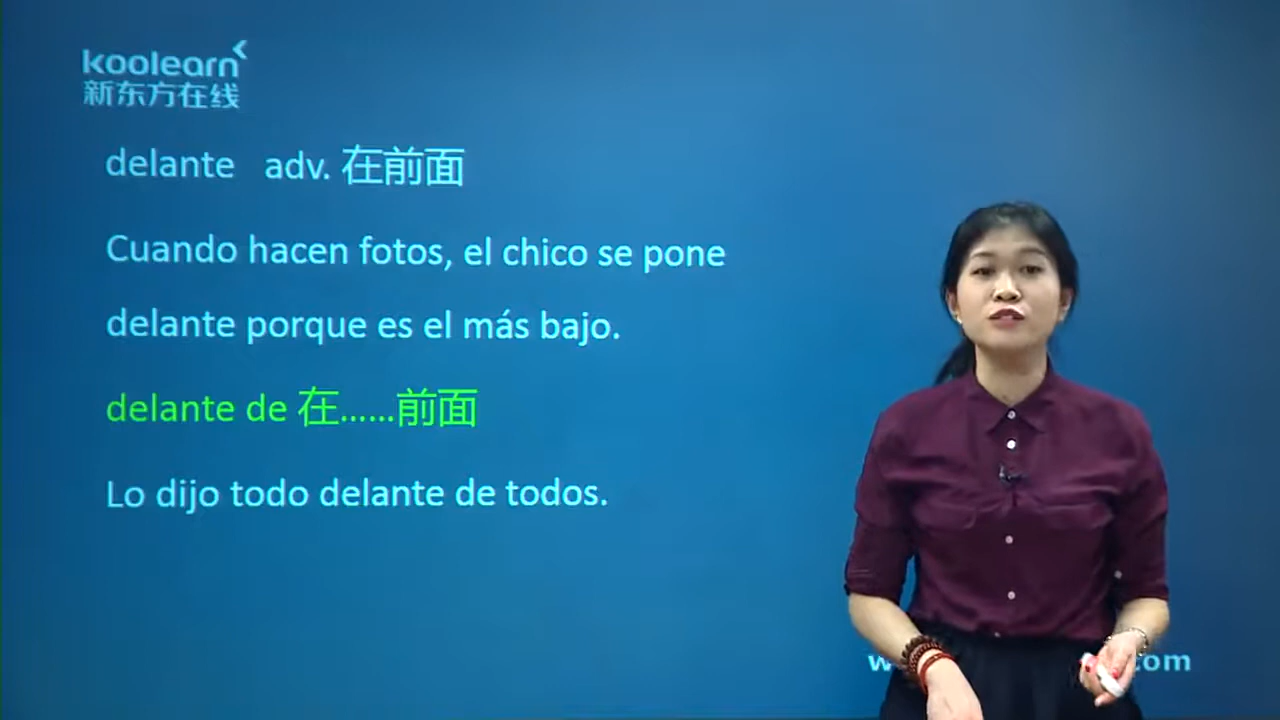 koolearn
新东方在线
delante adv. 在前面
Cuando hacen fotos, el chico se pone
delante porque es el más bajo.
delante de 在……前面
Lo dijo todo delante de todos.
com